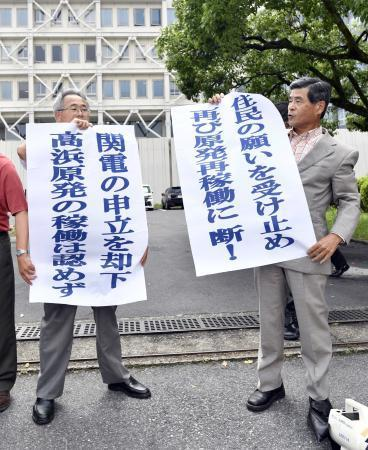 住民の願いを受け止め
再び原発再稼働に 断！
関電の申立を却下
高浜原発の稼働は認めず